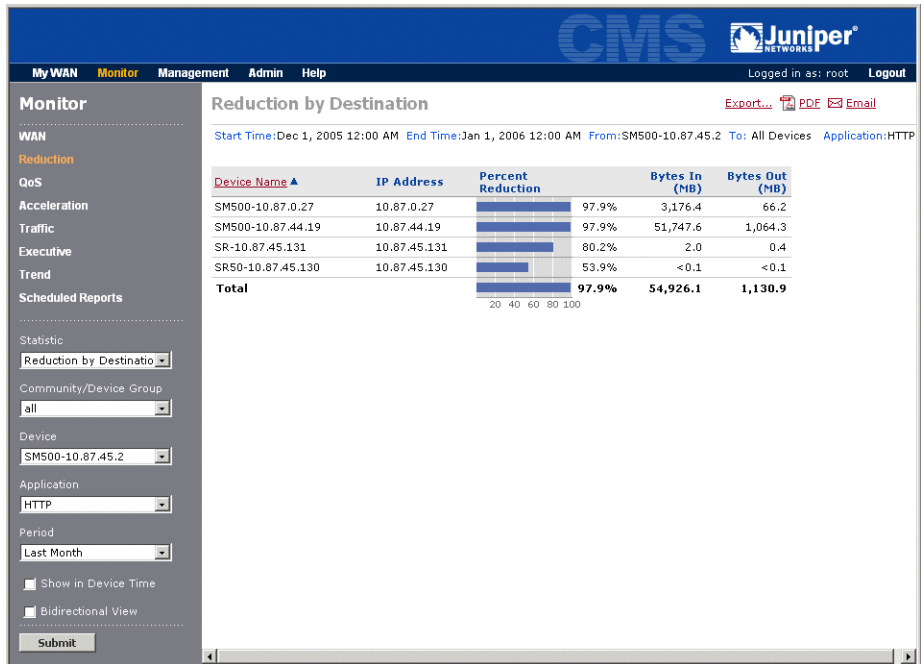 CMS
Juniper®
NETWORKS
My WAN Monitor Management Admin Help Logged in as: root Logout
Monitor
WAN
Reduction
QoS
Acceleration
Traffic
Executive
Trend
Scheduled Reports
Statistic
Reduction by Destinatio
Community/Device Group
all
Device
SM500-10.87.45.2
Application
HTTP
Period
Last Month
Show in Device Time
Bidirectional View
Submit
Reduction by Destination Export... PDF Email
Start Time:Dec 1, 2005 12:00 AM End Time:Jan 1, 2006 12:00 AM From:SM500-10.87.45.2 To: All Devices Application:HTTP
Device Name IP Address Percent Reduction Bytes In (MB) Bytes Out (MB)
SM500-10.87.0.27 10.87.0.27 97.9% 3,176.4 66.2
SM500-10.87.44.19 10.87.44.19 97.9% 51,747.6 1,064.3
SR-10.87.45.131 10.87.45.131 80.2% 2.0 0.4
SR50-10.87.45.130 10.87.45.130 53.9% <0.1 <0.1
Total 97.9% 54,926.1 1,130.9
20 40 60 80 100